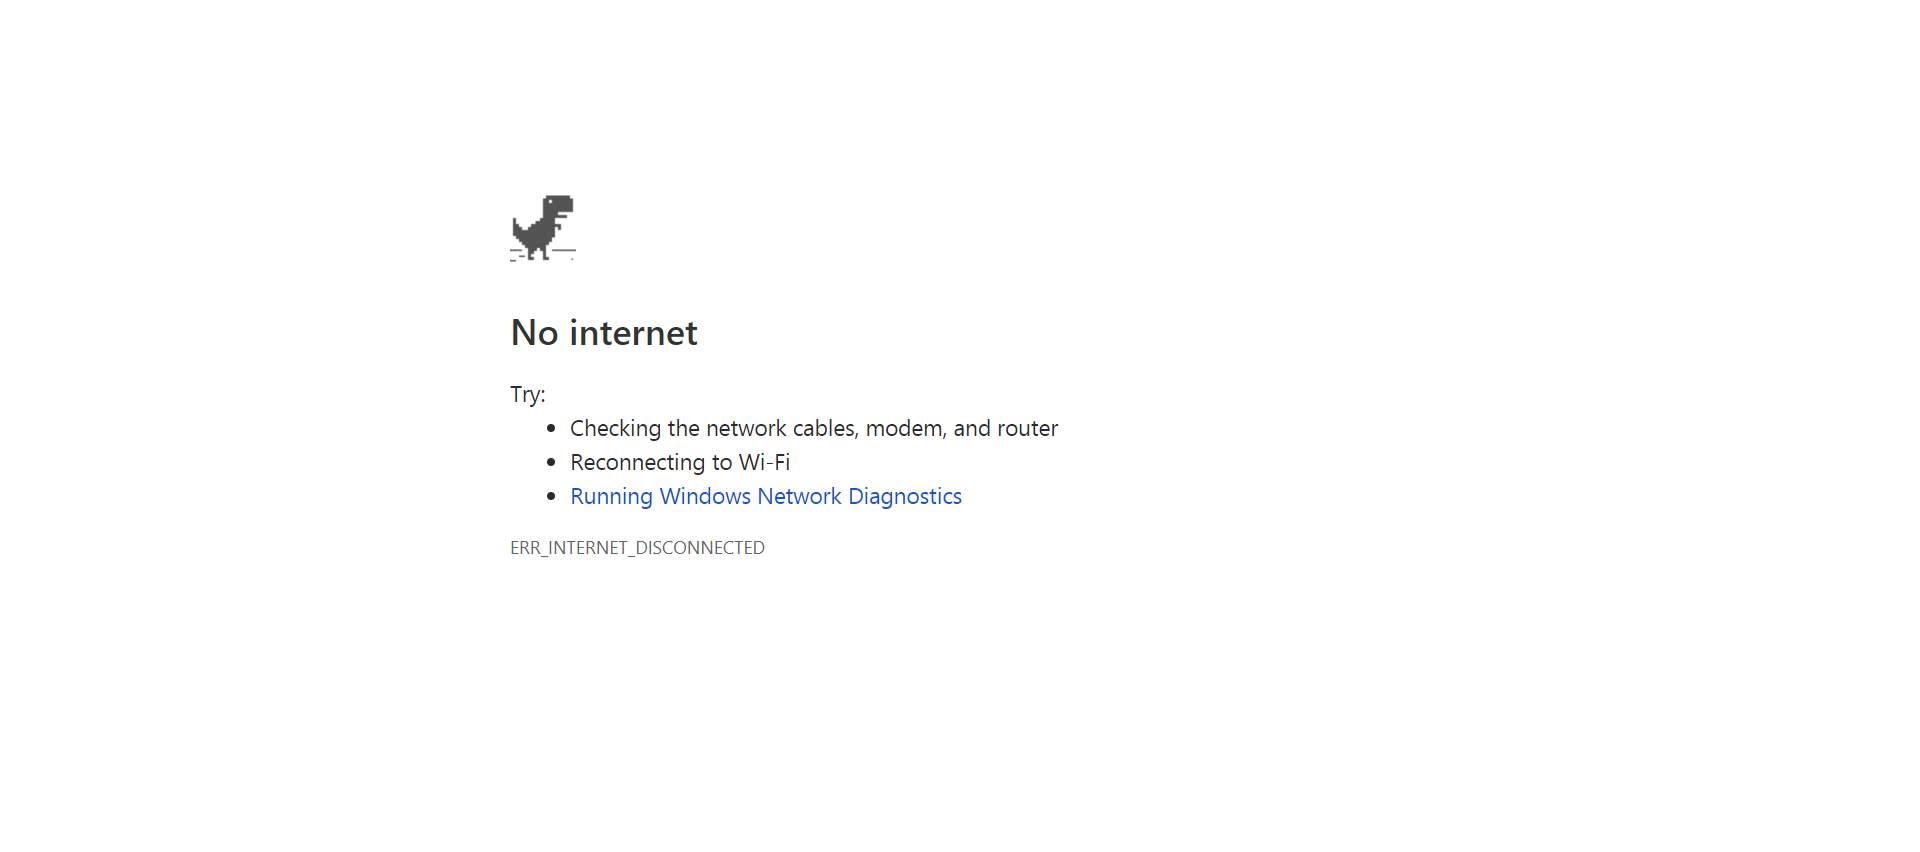 No internet
Try:
Checking the network cables, modem, and router
Reconnecting to Wi-Fi
Running Windows Network Diagnostics
ERR_INTERNET_DISCONNECTED